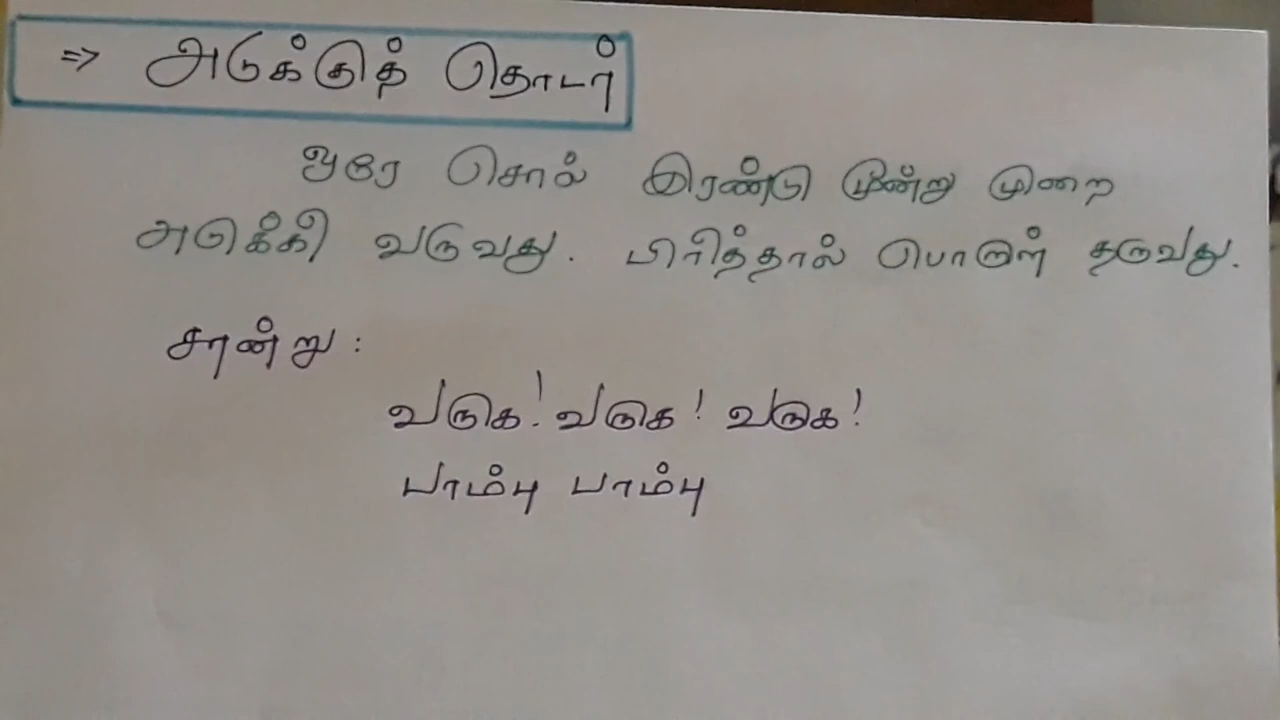 ⇒ அடுக்குத் தொடர்
ஒரே சொல் இரண்டு மூன்று முறை
அடுக்கி வருவது. பிரித்தால் பொருள் தருவது.
சான்று :
வருக! வருக! வருக!
பாம்பு பாம்பு